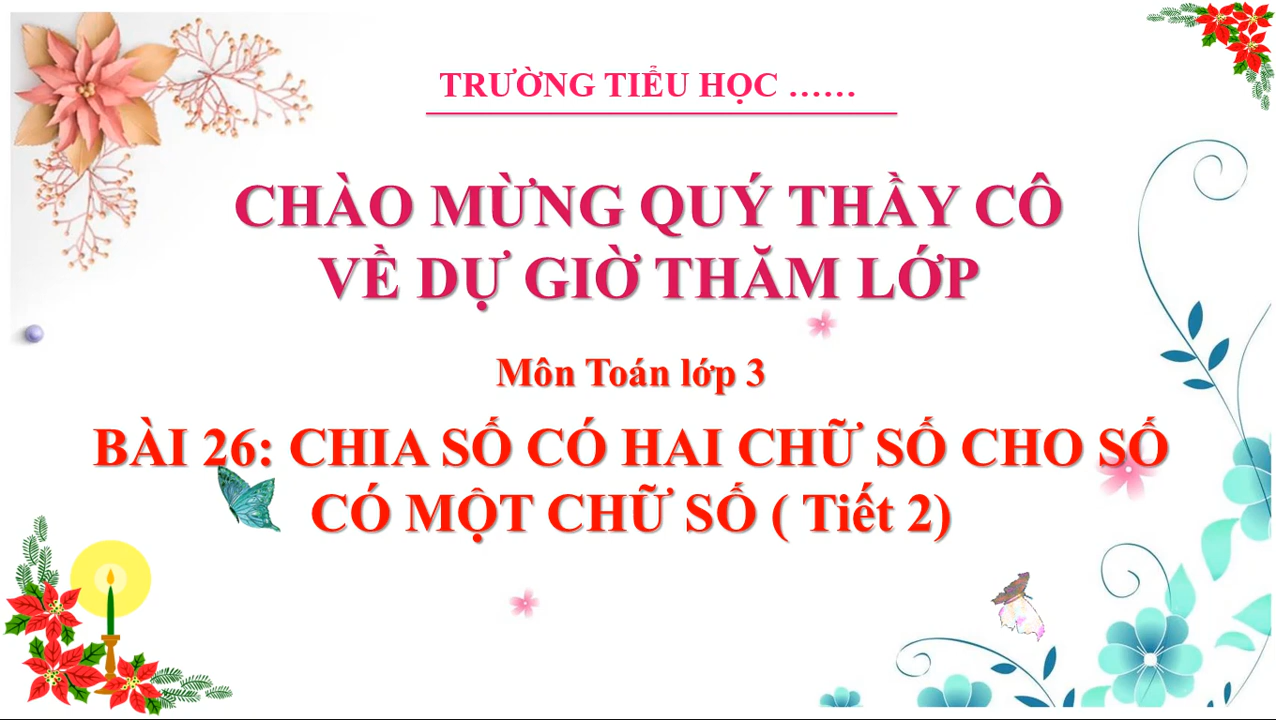 TRƯỜNG TIỂU HỌC ......
CHÀO MỪNG QUÝ THẦY CÔ
VỀ DỰ GIỜ THĂM LỚP
Môn Toán lớp 3
BÀI 26: CHIA SỐ CÓ HAI CHỮ SỐ CHO SỐ
CÓ MỘT CHỮ SỐ ( Tiết 2)